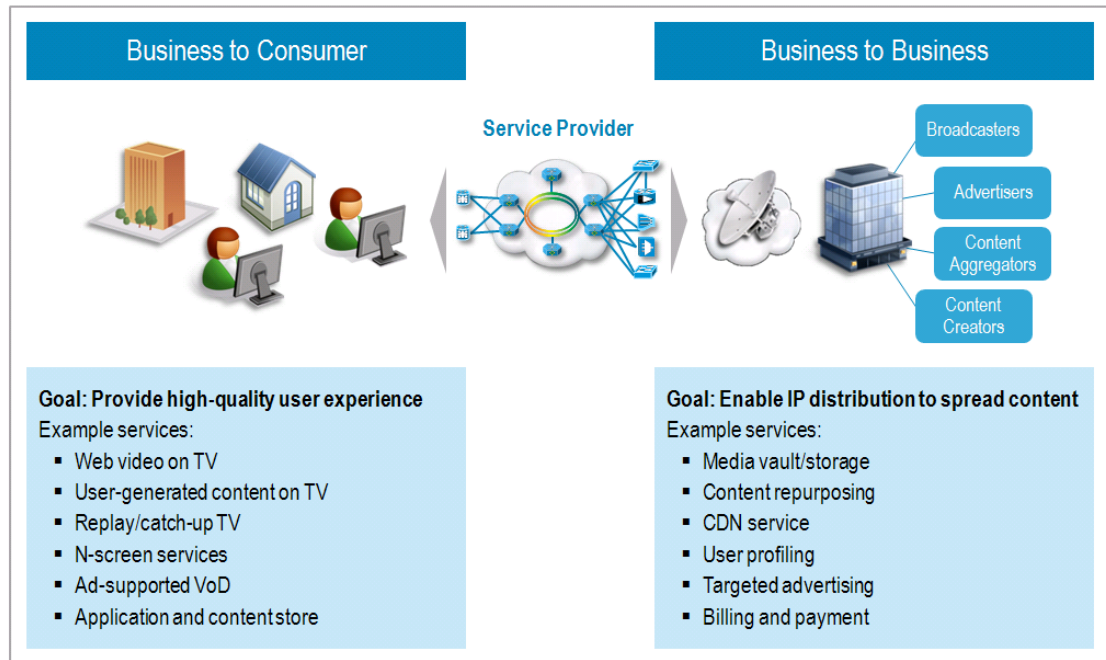 Business to Consumer
Business to Business
Service Provider
Broadcasters
Advertisers
Content
Aggregators
Content
Creators
Goal: Provide high-quality user experience
Example services:
▪ Web video on TV
▪ User-generated content on TV
▪ Replay/catch-up TV
▪ N-screen services
▪ Ad-supported VoD
▪ Application and content store
Goal: Enable IP distribution to spread content
Example services:
▪ Media vault/storage
▪ Content repurposing
▪ CDN service
▪ User profiling
▪ Targeted advertising
▪ Billing and payment